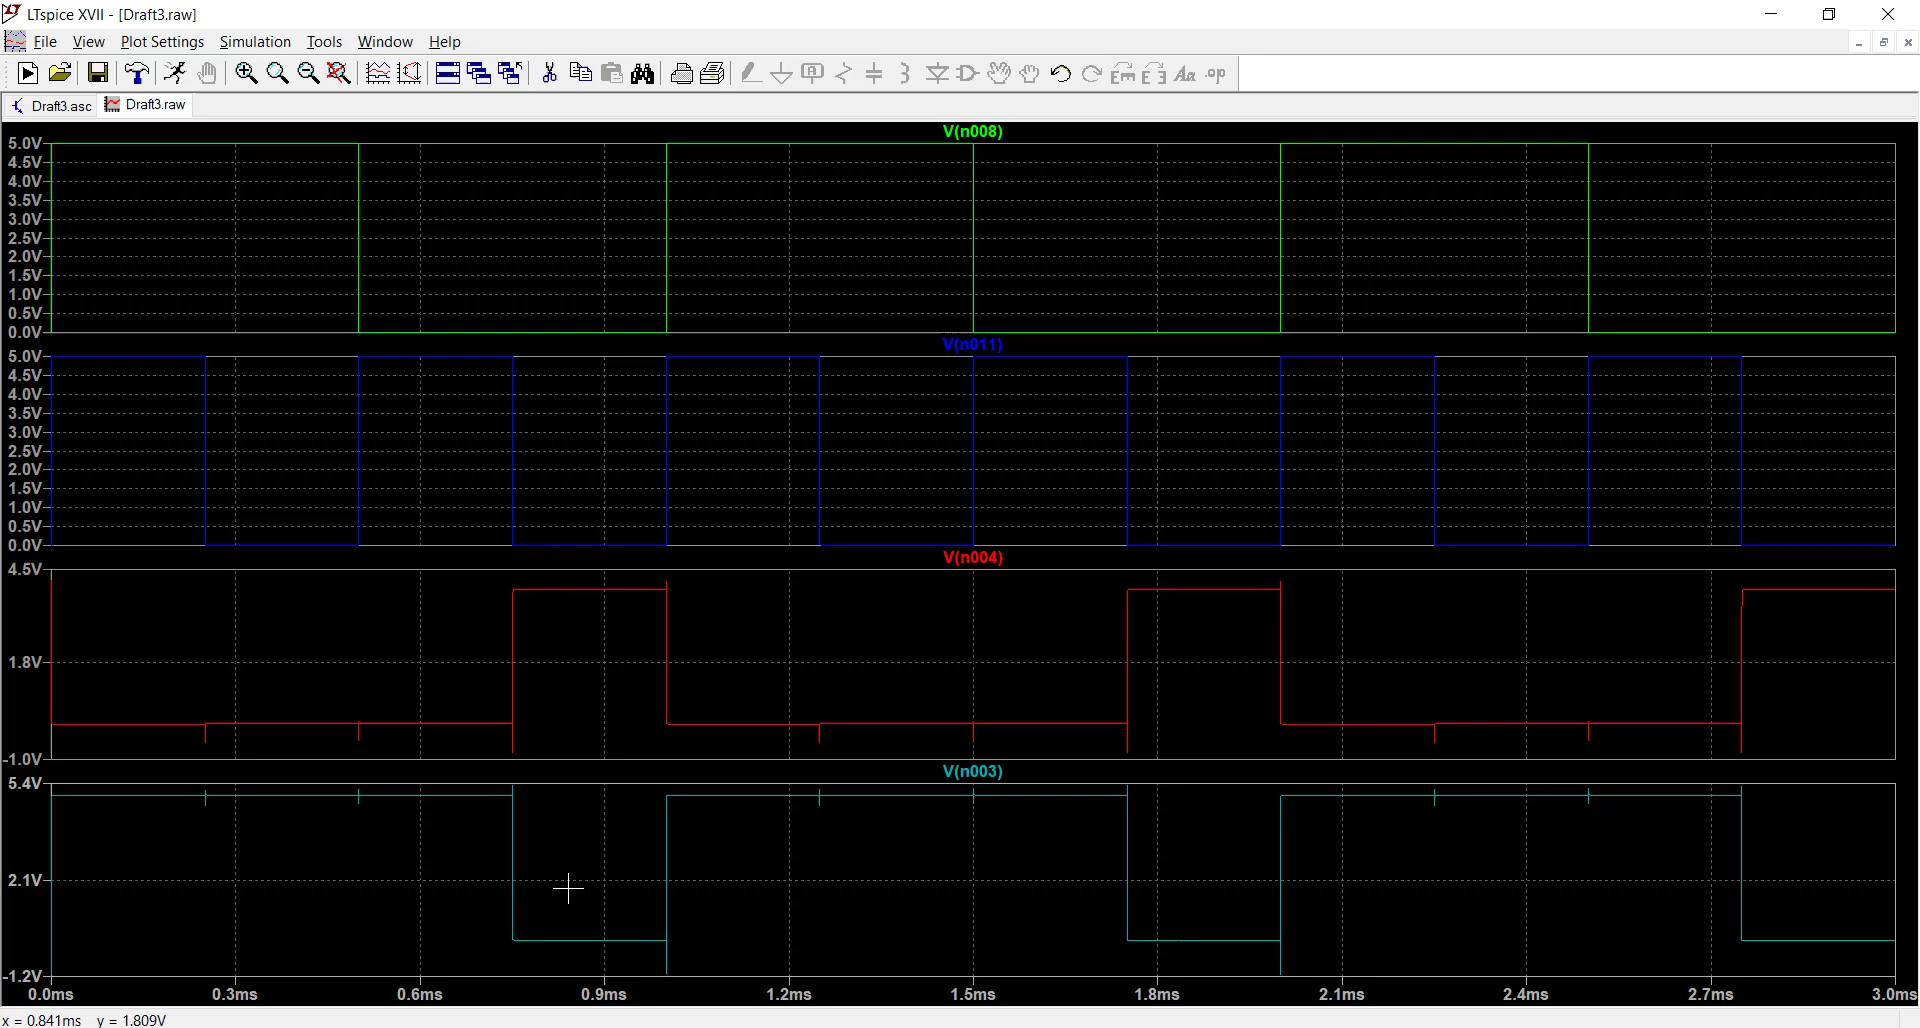 LTspice XVII - [Draft3.raw]
File View Plot Settings Simulation Tools Window Help
Aa .op
Draft3.asc Draft3.raw
V(n008)
5.0V
4.5V
4.0V
3.5V
3.0V
2.5V
2.0V
1.5V
1.0V
0.5V
0.0V
V(n011)
5.0V
4.5V
4.0V
3.5V
3.0V
2.5V
2.0V
1.5V
1.0V
0.5V
0.0V
V(n004)
4.5V
1.8V
-1.0V
V(n003)
5.4V
2.1V
-1.2V
0.0ms 0.3ms 0.6ms 0.9ms 1.2ms 1.5ms 1.8ms 2.1ms 2.4ms 2.7ms 3.0ms
x = 0.841ms y = 1.809V